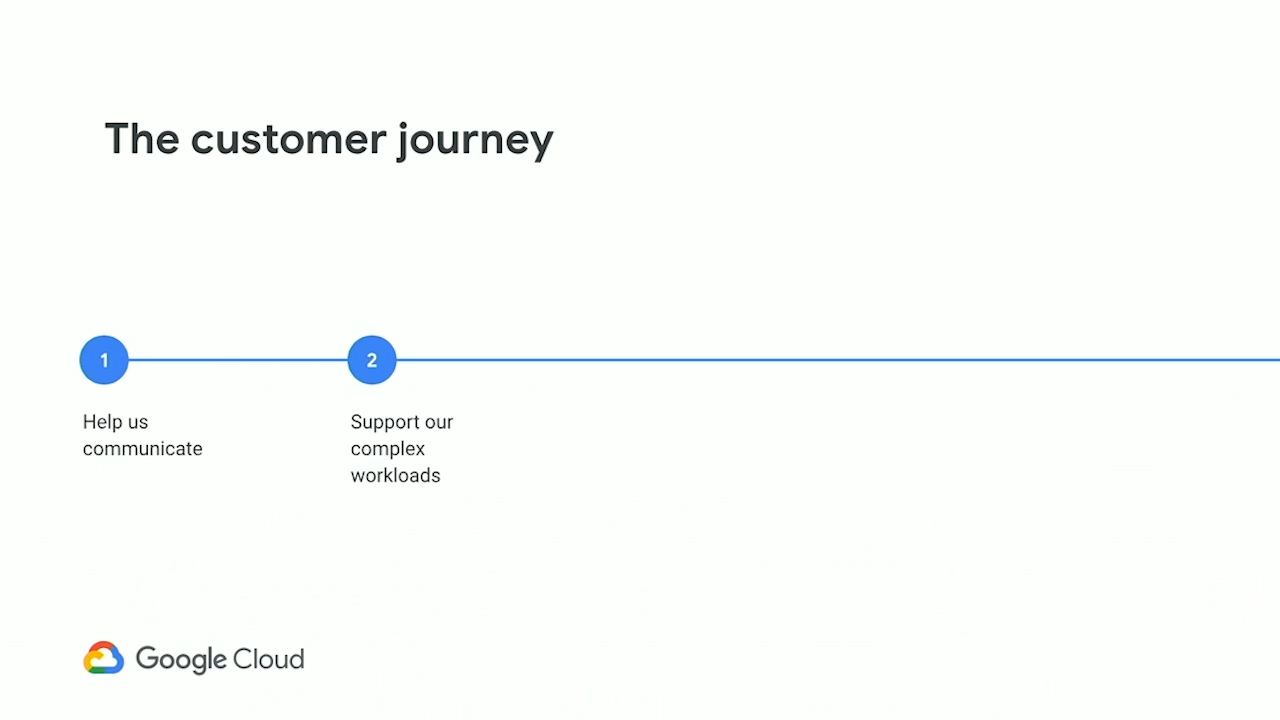 The customer journey
1
2
Help us
communicate
Support our
complex
workloads
Google Cloud